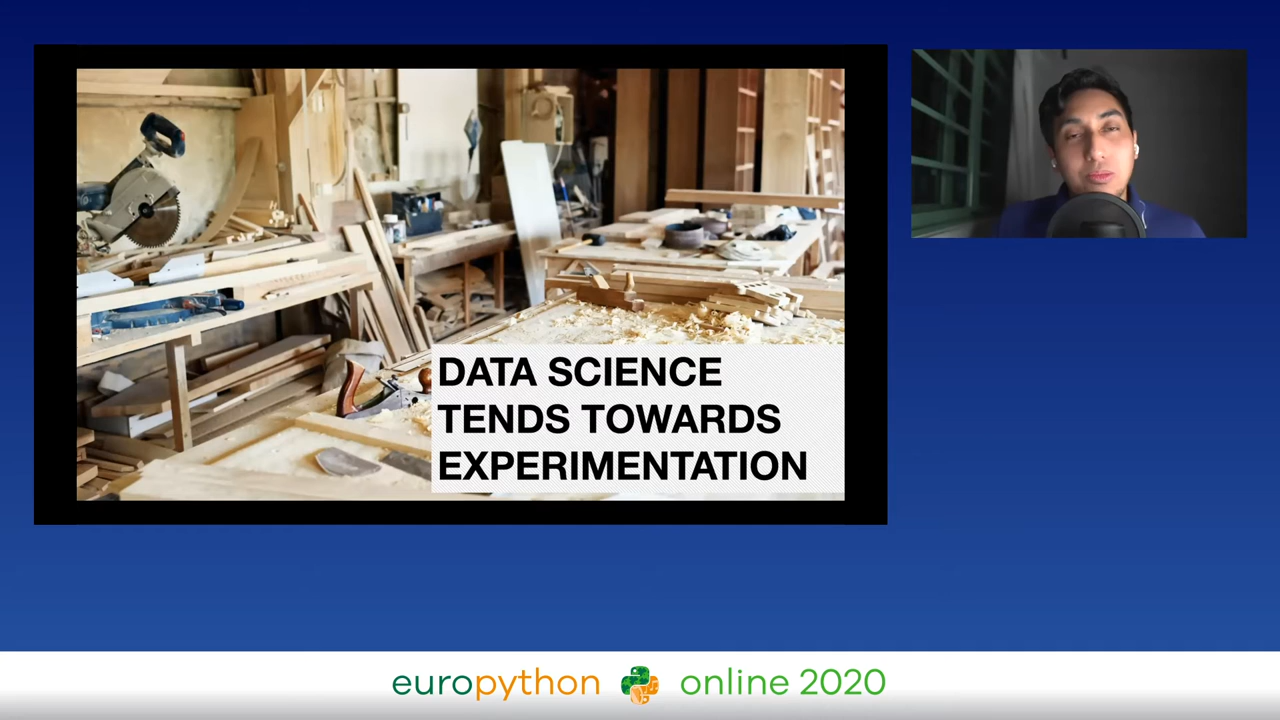 DATA SCIENCE
TENDS TOWARDS
EXPERIMENTATION
europython online 2020